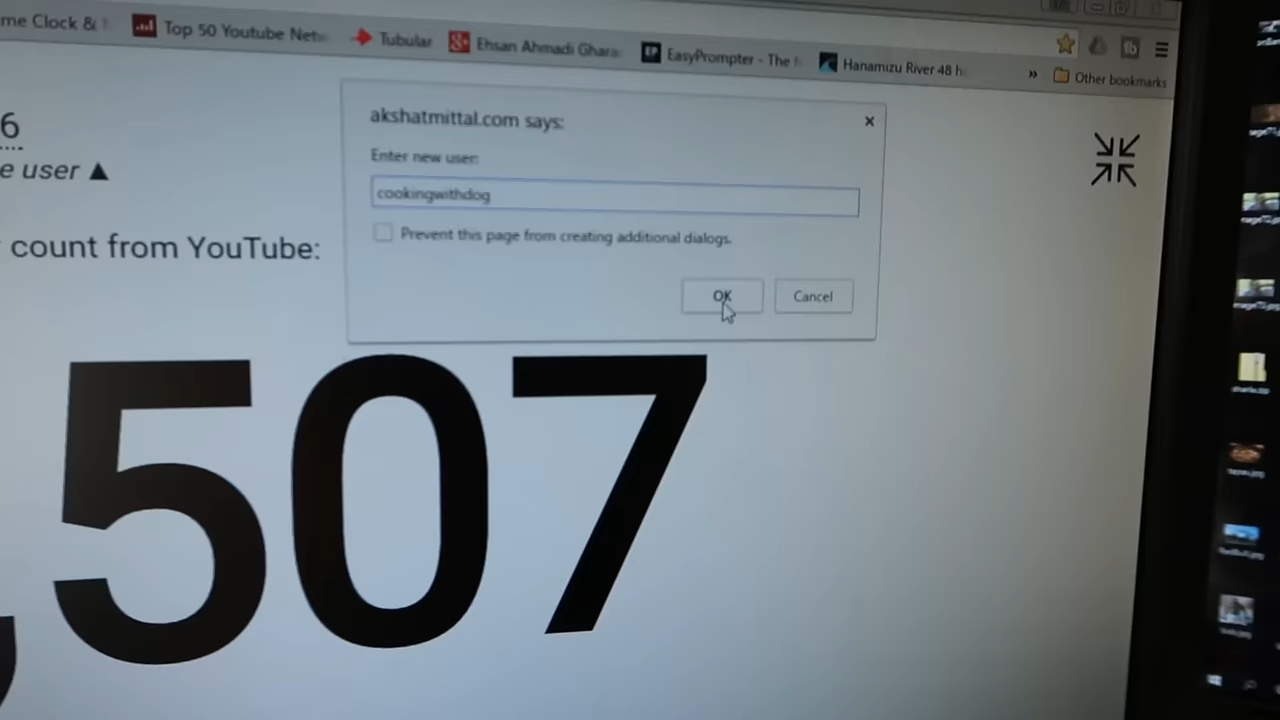 me Clock &
Top 50 Youtube Net
Tubular
Ehsan Ahmadi Ghara
EasyPrompter - The f
Hanamizu River 48 h
»
Other bookmarks
akshatmittal.com says:
Enter new user:
cookingwithdog
Prevent this page from creating additional dialogs.
OK
Cancel
6
e user ▲
count from YouTube:
,507